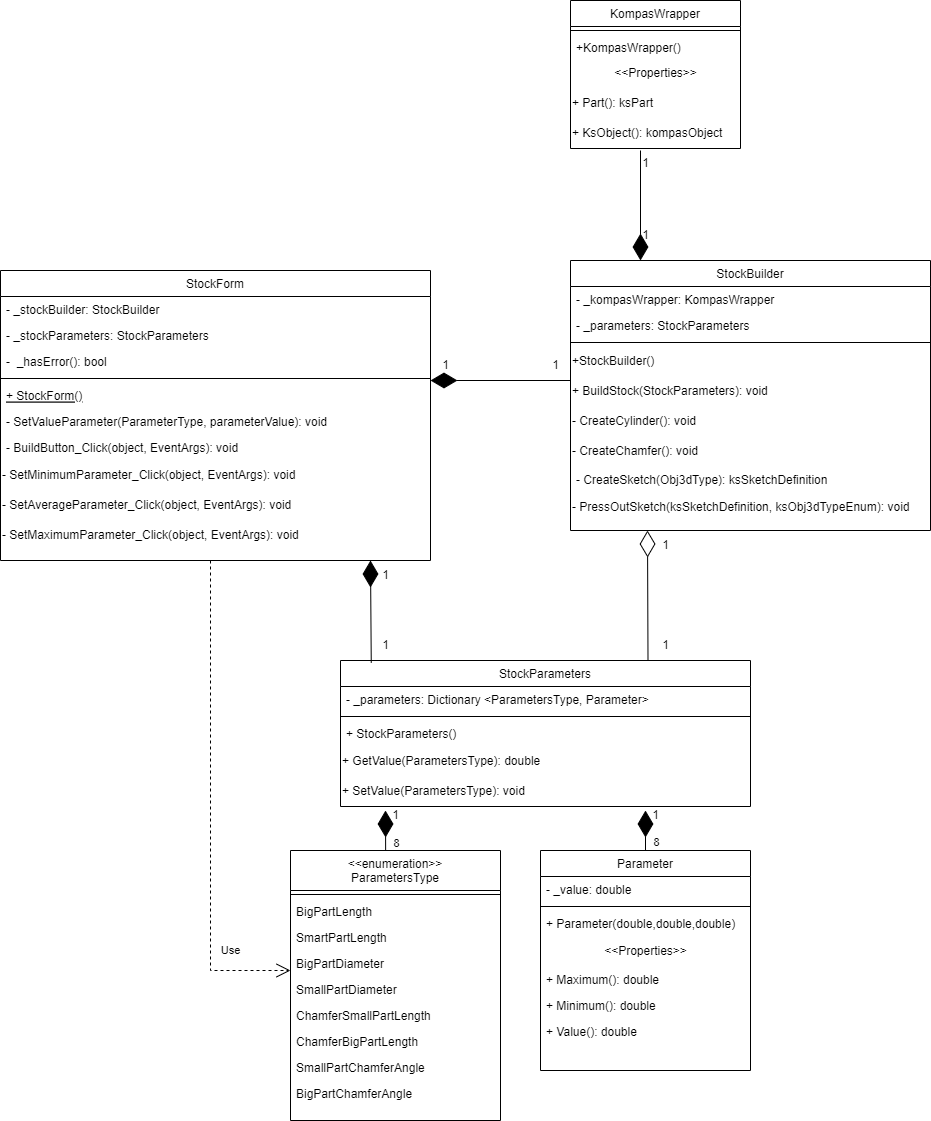 KompasWrapper
+KompasWrapper()
<<Properties>>
+ Part(): ksPart
+ KsObject(): kompasObject
1
1
StockForm
- _stockBuilder: StockBuilder
- _stockParameters: StockParameters
- _hasError(): bool
+ StockForm()
- SetValueParameter(ParameterType, parameterValue): void
- BuildButton_Click(object, EventArgs): void
- SetMinimumParameter_Click(object, EventArgs): void
- SetAverageParameter_Click(object, EventArgs): void
- SetMaximumParameter_Click(object, EventArgs): void
1
1
StockBuilder
- _kompasWrapper: KompasWrapper
- _parameters: StockParameters
+StockBuilder()
+ BuildStock(StockParameters): void
- CreateCylinder(): void
- CreateChamfer(): void
- CreateSketch(Obj3dType): ksSketchDefinition
- PressOutSketch(ksSketchDefinition, ksObj3dTypeEnum): void
1
1
1
1
StockParameters
- _parameters: Dictionary <ParametersType, Parameter>
+ StockParameters()
+ GetValue(ParametersType): double
+ SetValue(ParametersType): void
1
8
1
8
Use
<<enumeration>>
ParametersType
BigPartLength
SmartPartLength
BigPartDiameter
SmallPartDiameter
ChamferSmallPartLength
ChamferBigPartLength
SmallPartChamferAngle
BigPartChamferAngle
Parameter
- _value: double
+ Parameter(double,double,double)
<<Properties>>
+ Maximum(): double
+ Minimum(): double
+ Value(): double